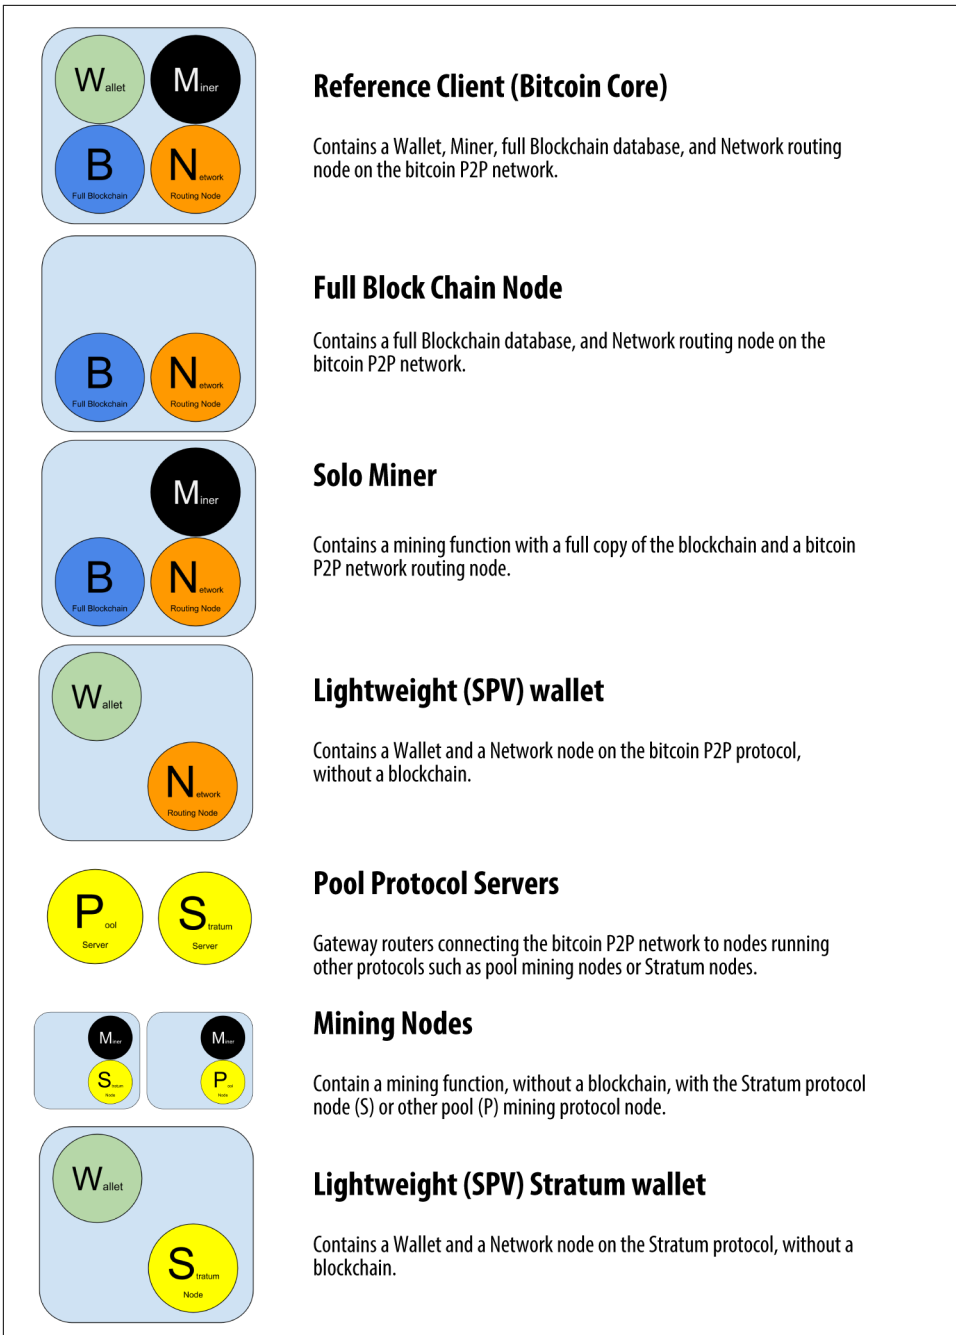 Wallet
Miner
B
Full Blockchain
Network
Routing Node
Reference Client (Bitcoin Core)
Contains a Wallet, Miner, full Blockchain database, and Network routing
node on the bitcoin P2P network.
B
Full Blockchain
Network
Routing Node
Full Block Chain Node
Contains a full Blockchain database, and Network routing node on the
bitcoin P2P network.
Miner
B
Full Blockchain
Network
Routing Node
Solo Miner
Contains a mining function with a full copy of the blockchain and a bitcoin
P2P network routing node.
Wallet
Network
Routing Node
Lightweight (SPV) wallet
Contains a Wallet and a Network node on the bitcoin P2P protocol,
without a blockchain.
Pool
Server
Stratum
Server
Pool Protocol Servers
Gateway routers connecting the bitcoin P2P network to nodes running
other protocols such as pool mining nodes or Stratum nodes.
Miner
Stratum
Node
Miner
Pool
Node
Mining Nodes
Contain a mining function, without a blockchain, with the Stratum protocol
node (S) or other pool (P) mining protocol node.
Wallet
Stratum
Node
Lightweight (SPV) Stratum wallet
Contains a Wallet and a Network node on the Stratum protocol, without a
blockchain.